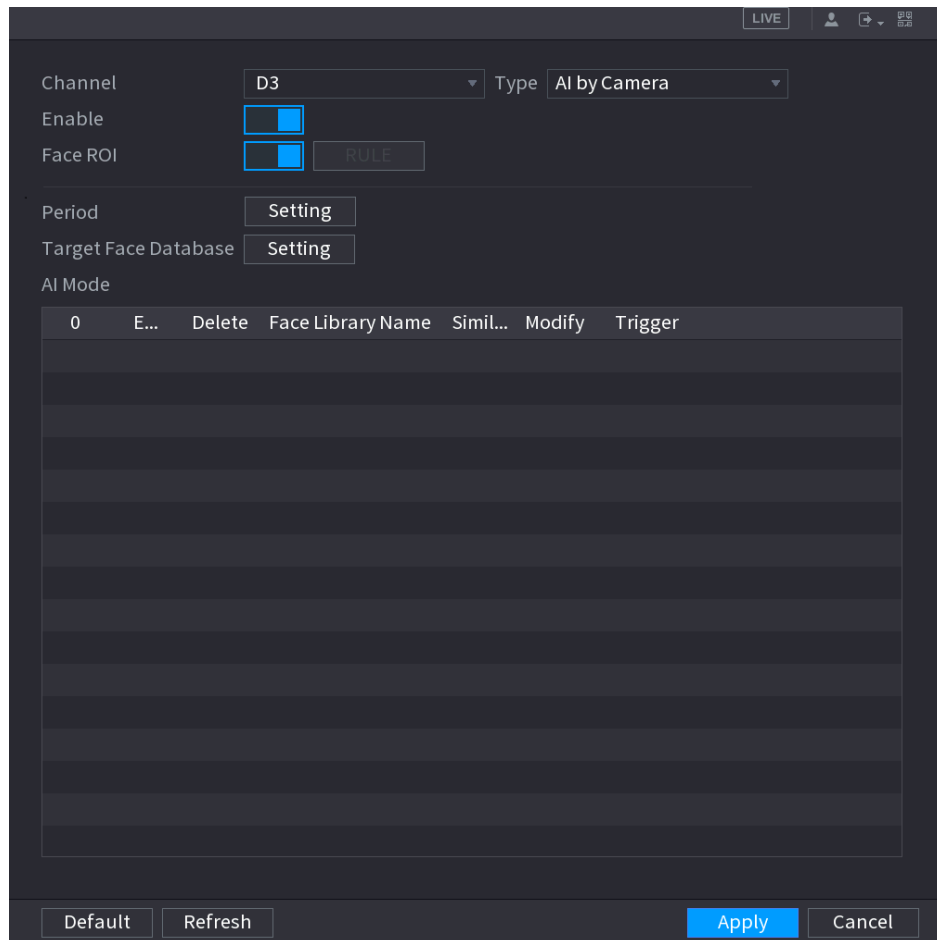 LIVE
Channel D3 Type AI by Camera
Enable
Face ROI RULE
Period Setting
Target Face Database Setting
AI Mode
0 E... Delete Face Library Name Simil... Modify Trigger
Default Refresh Apply Cancel